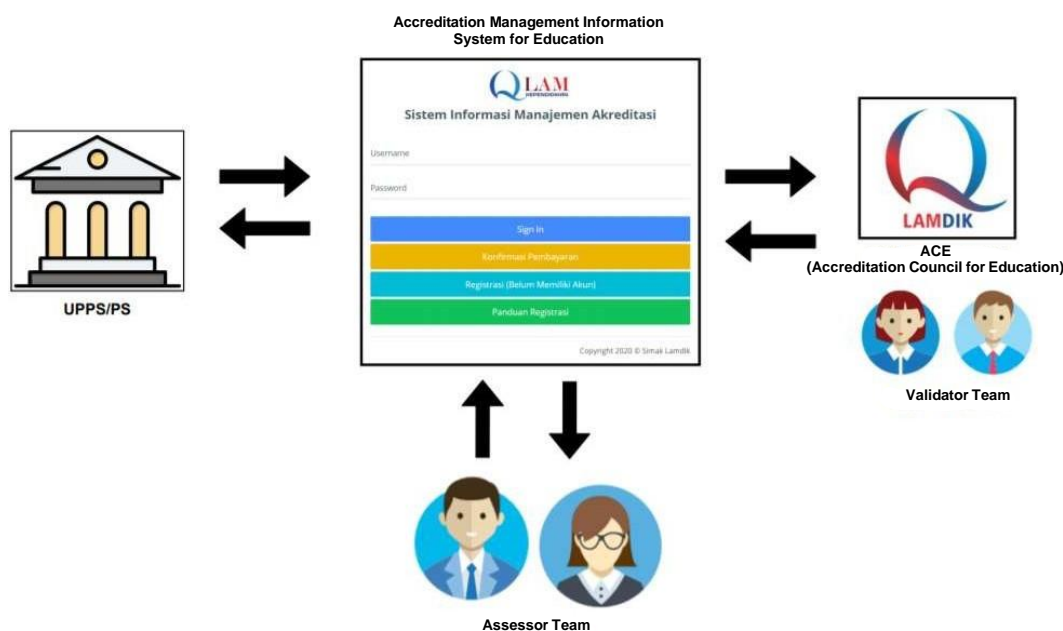 Accreditation Management Information
System for Education
LAM
KEPENDIDIKAN
Sistem Informasi Manajemen Akreditasi
Username
Password
Sign In
Konfirmasi Pembayaran
Registrasi (Belum Memiliki Akun)
Panduan Registrasi
Copyright 2020 © Simak Lamdik
UPPS/PS
LAMDIK
ACE
(Accreditation Council for Education)
Validator Team
Assessor Team